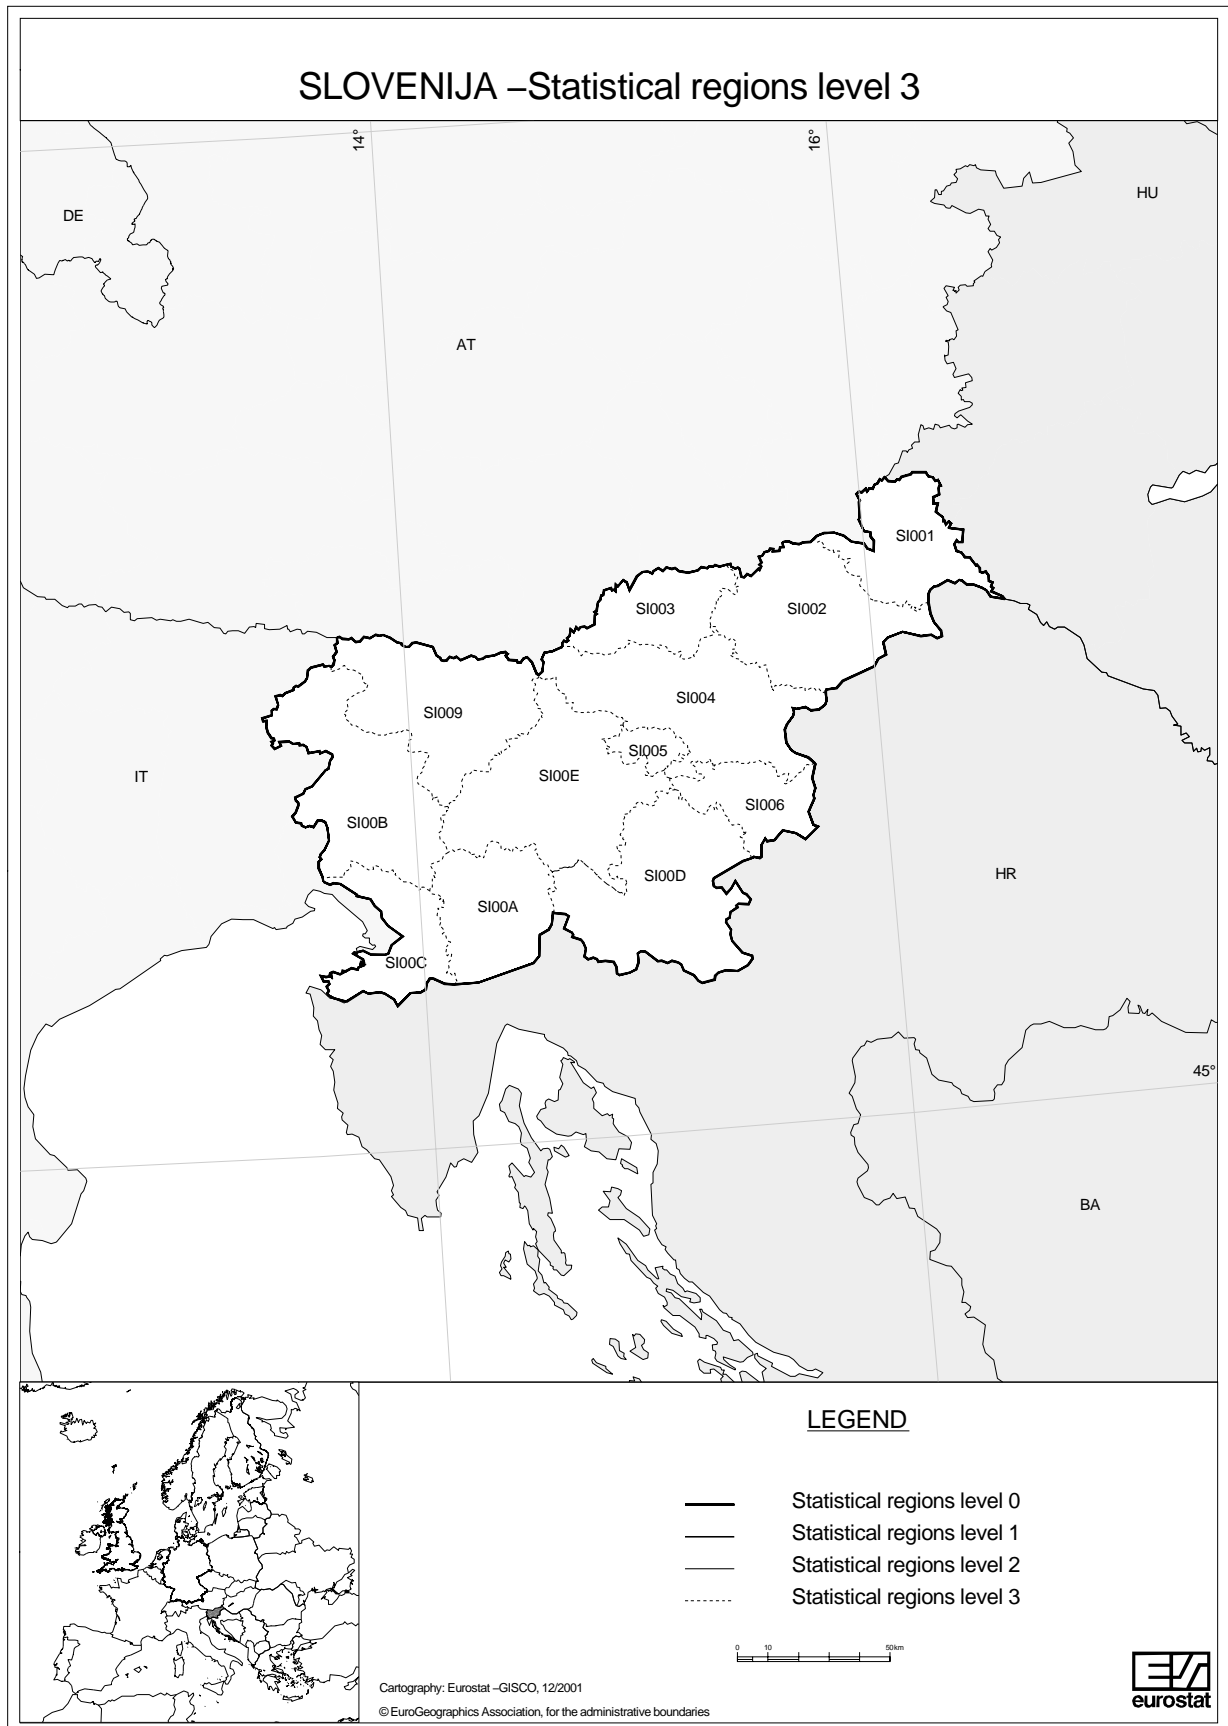 SLOVENIJA –Statistical regions level 3
14°
16°
DE
HU
AT
SI001
SI003
SI002
SI004
SI009
SI005
IT
SI00E
SI006
SI00B
HR
SI00D
SI00A
SI00C
45°
BA
LEGEND
Statistical regions level 0
Statistical regions level 1
Statistical regions level 2
Statistical regions level 3
0 10 50km
Cartography: Eurostat –GISCO, 12/2001
© EuroGeographics Association, for the administrative boundaries
eurostat